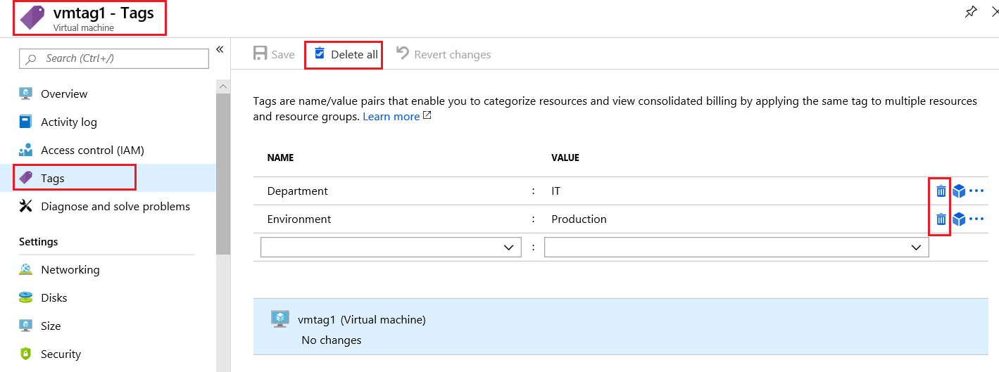 vmtag1 - Tags
Virtual machine
Search (Ctrl+/)
«
Overview
Activity log
Access control (IAM)
Tags
Diagnose and solve problems
Settings
Networking
Disks
Size
Security
Save
Delete all
Revert changes
Tags are name/value pairs that enable you to categorize resources and view consolidated billing by applying the same tag to multiple resources
and resource groups. Learn more
NAME VALUE
Department : IT
Environment : Production
:
vmtag1 (Virtual machine)
No changes